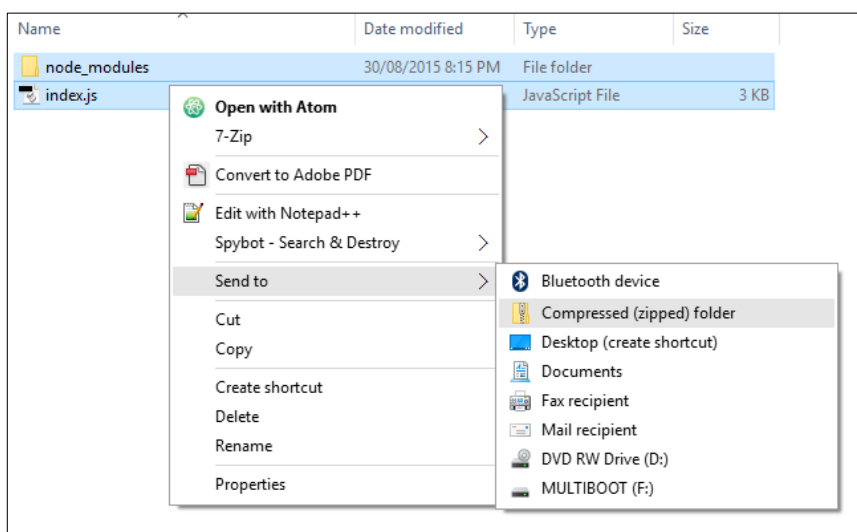 Name Date modified Type Size
node_modules 30/08/2015 8:15 PM File folder
index.js JavaScript File 3 KB
Open with Atom
7-Zip
Convert to Adobe PDF
Edit with Notepad++
Spybot - Search & Destroy
Send to
Cut
Copy
Create shortcut
Delete
Rename
Properties
Bluetooth device
Compressed (zipped) folder
Desktop (create shortcut)
Documents
Fax recipient
Mail recipient
DVD RW Drive (D:)
MULTIBOOT (F:)